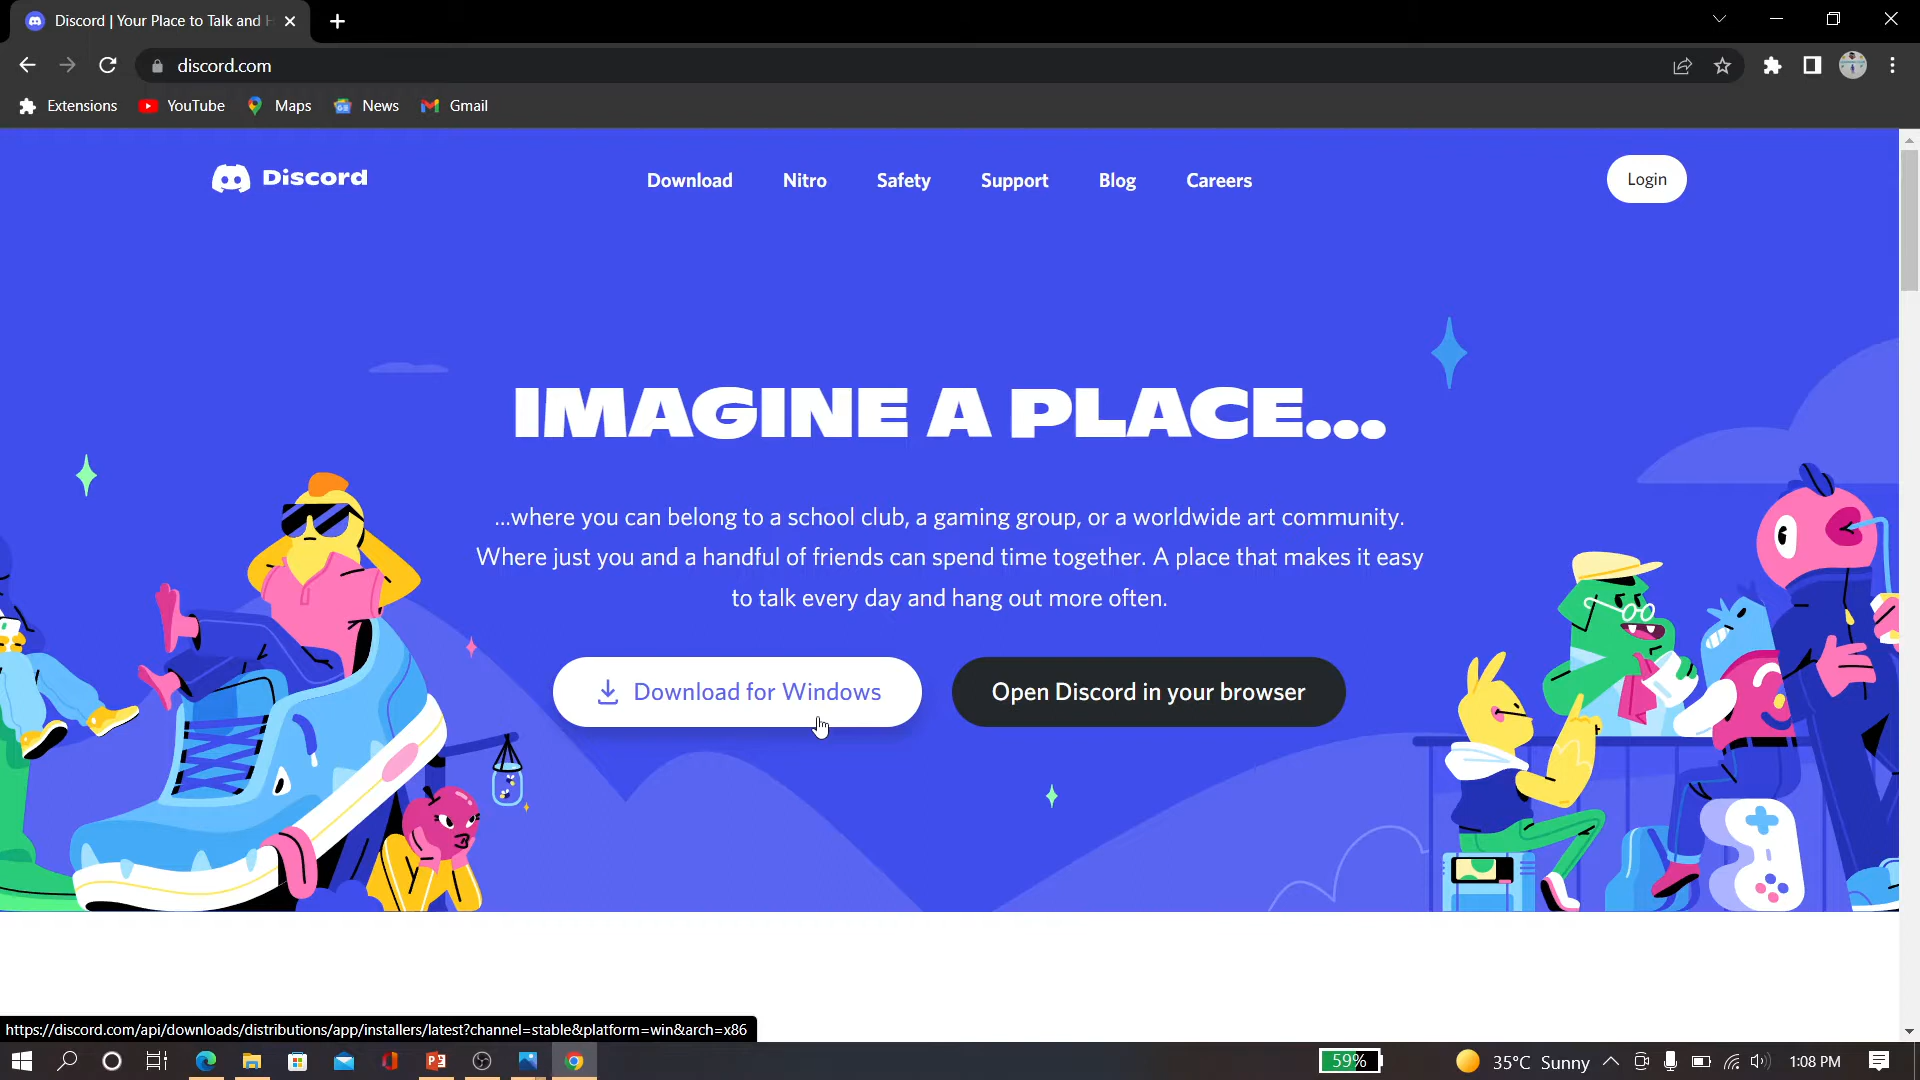 Discord | Your Place to Talk and H
discord.com
Extensions YouTube Maps News Gmail
Discord Download Nitro Safety Support Blog Careers Login
IMAGINE A PLACE...
...where you can belong to a school club, a gaming group, or a worldwide art community.
Where just you and a handful of friends can spend time together. A place that makes it easy
to talk every day and hang out more often.
Download for Windows Open Discord in your browser
https://discord.com/api/downloads/distributions/app/installers/latest?channel=stable&platform=win&arch=x86
59% 35°C Sunny 1:08 PM